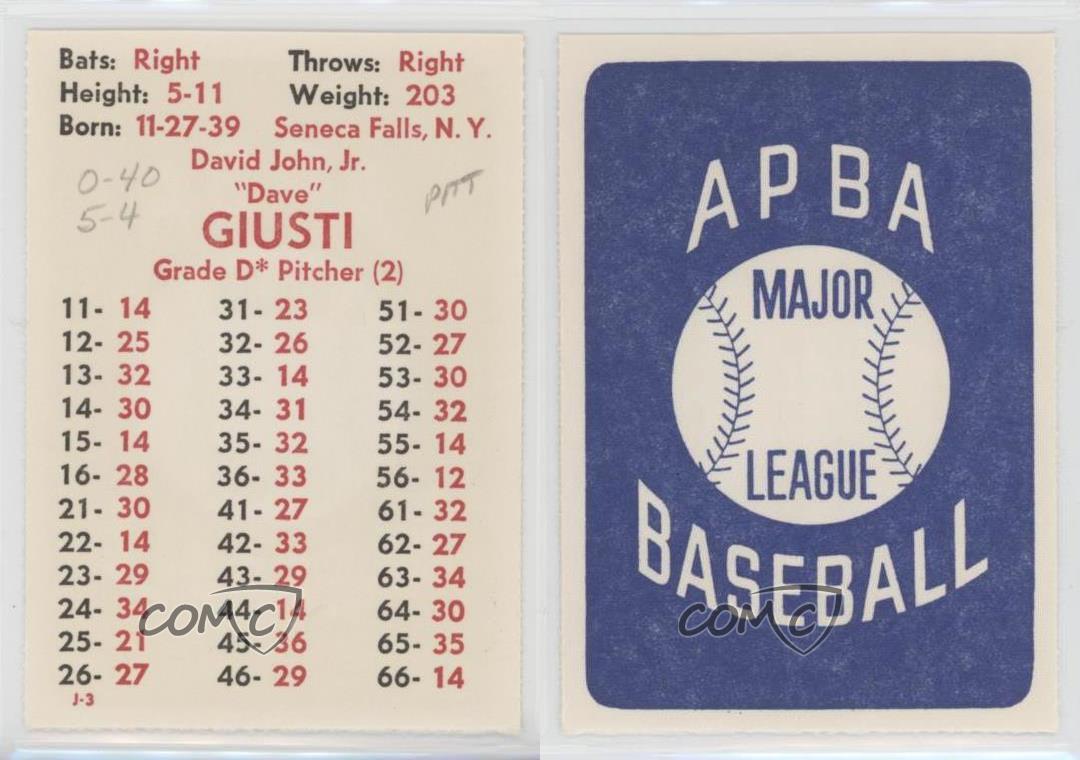 Bats: Right Throws: Right
Height: 5-11 Weight: 203
Born: 11-27-39 Seneca Falls, N. Y.
David John, Jr.
0-40 "Dave" PITT
5-4 GIUSTI
Grade D* Pitcher (2)
11- 14 31- 23 51- 30
12- 25 32- 26 52- 27
13- 32 33- 14 53- 30
14- 30 34- 31 54- 32
15- 14 35- 32 55- 14
16- 28 36- 33 56- 12
21- 30 41- 27 61- 32
22- 14 42- 33 62- 27
23- 29 43- 29 63- 34
24- 34 44- 14 64- 30
25- 21 45- 36 65- 35
26- 27 46- 29 66- 14
J-3
COMC
APBA
MAJOR
LEAGUE
BASEBALL
COMC